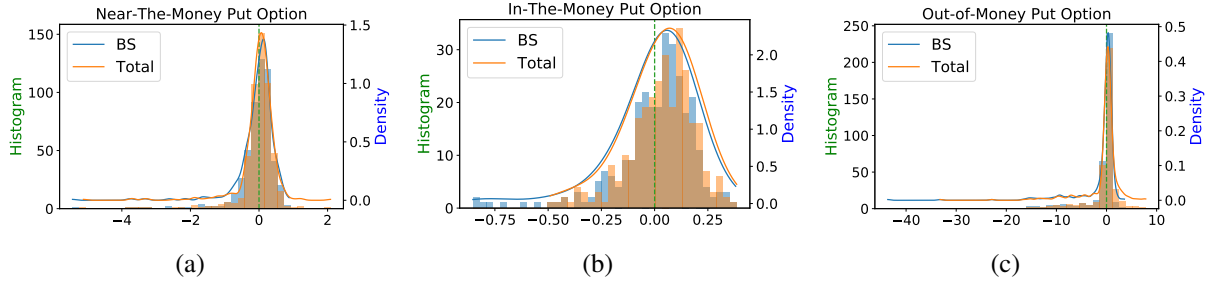 Near-The-Money Put Option
BS
Total
Histogram
Density
150
100
50
0
1.5
1.0
0.5
0.0
−4
−2
0
2
(a)
In-The-Money Put Option
BS
Total
Histogram
Density
30
20
10
0
2.0
1.5
1.0
0.5
0.0
−0.75
−0.50
−0.25
0.00
0.25
(b)
Out-of-Money Put Option
BS
Total
Histogram
Density
250
200
150
100
50
0
0.5
0.4
0.3
0.2
0.1
0.0
−40
−30
−20
−10
0
10
(c)